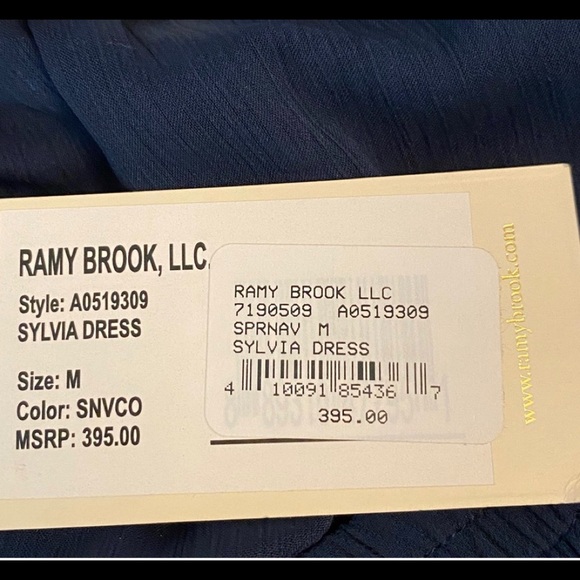 RAMY BROOK, LLC
Style: A0519309
SYLVIA DRESS
Size: M
Color: SNVCO
MSRP: 395.00
RAMY BROOK LLC
7190509 A0519309
SPRNAV M
SYLVIA DRESS
4 10091 85436 7
395.00
www.ramybrook.com